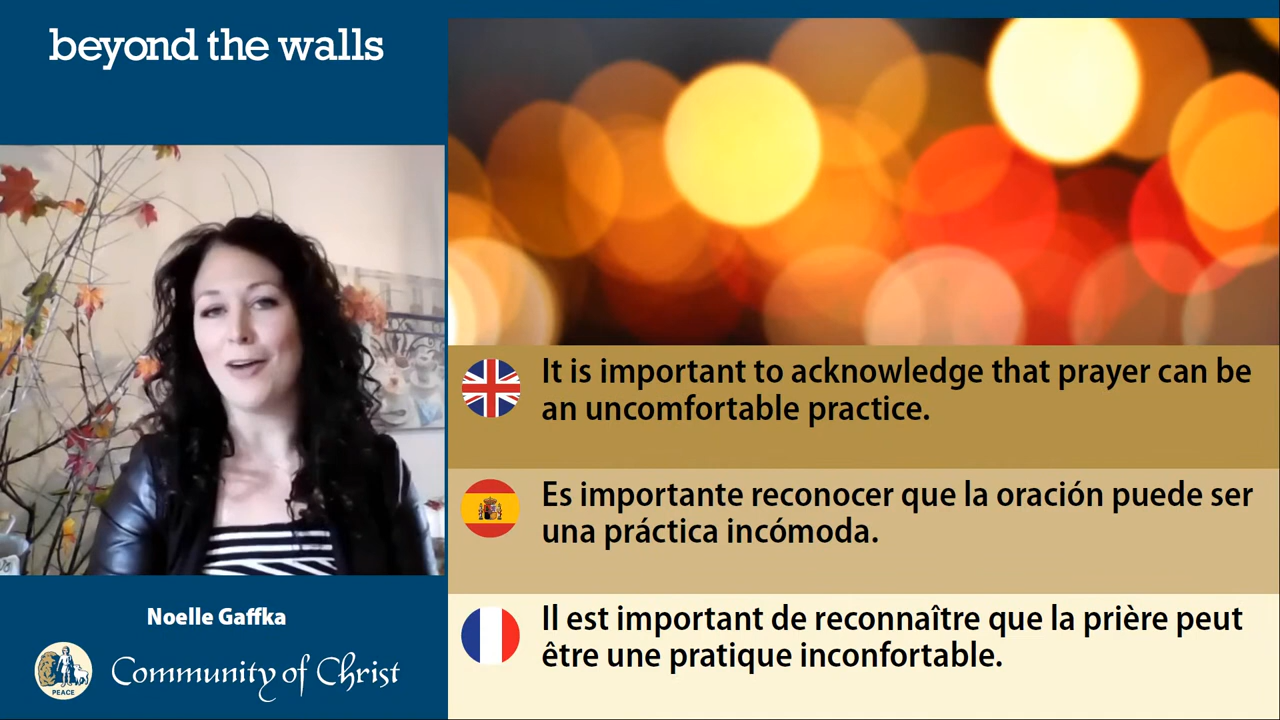 beyond the walls
It is important to acknowledge that prayer can be
an uncomfortable practice.
Es importante reconocer que la oración puede ser
una práctica incómoda.
Il est important de reconnaître que la prière peut
être une pratique inconfortable.
Noelle Gaffka
PEACE
Community of Christ